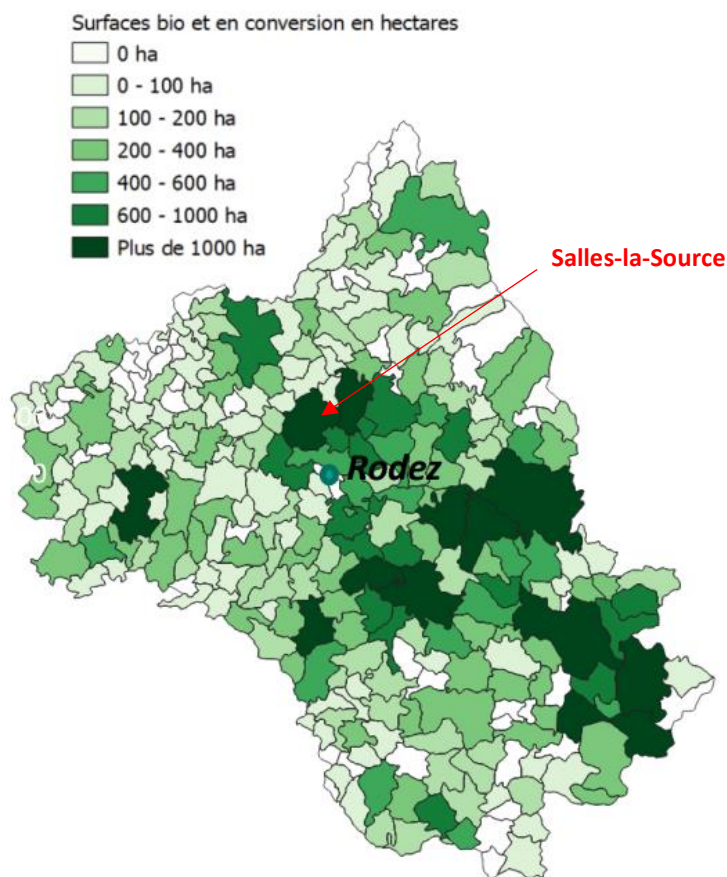 Surfaces bio et en conversion en hectares
0 ha
0 - 100 ha
100 - 200 ha
200 - 400 ha
400 - 600 ha
600 - 1000 ha
Plus de 1000 ha
Salles-la-Source
Rodez